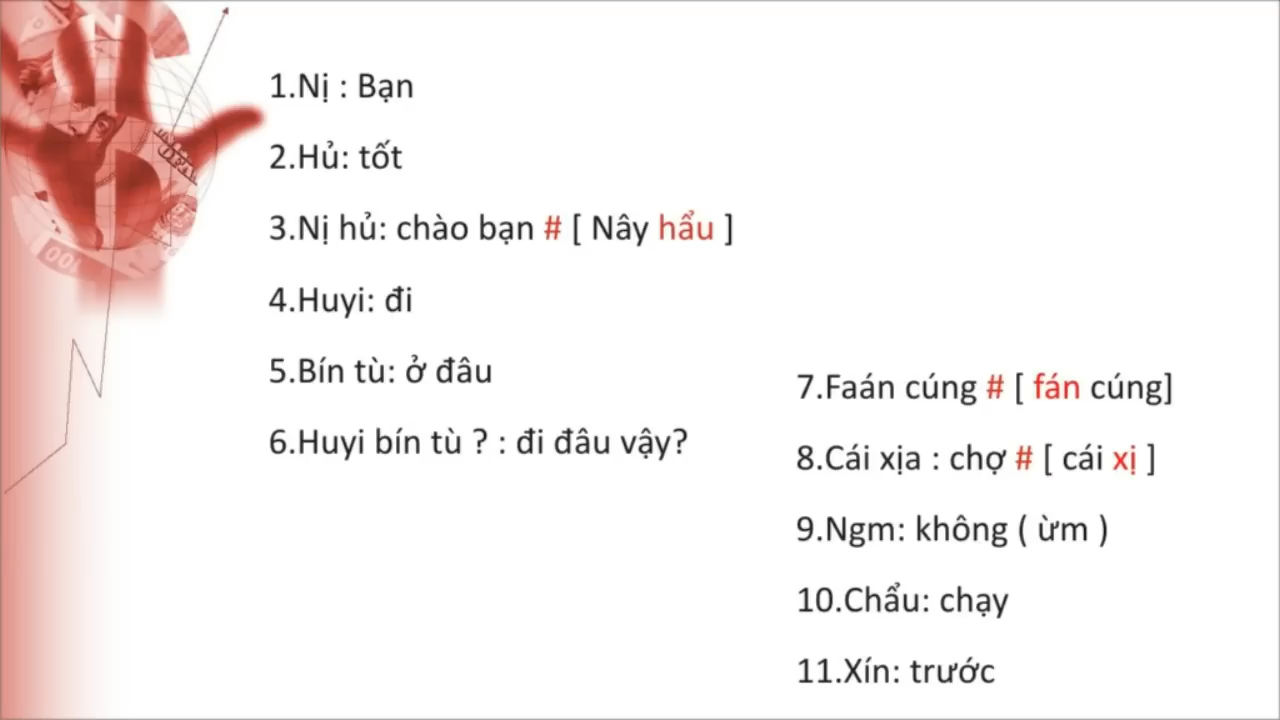 1.Nị : Bạn
2.Hủ: tốt
3.Nị hủ: chào bạn # [ Nây hẩu ]
4.Huyi: đi
5.Bín tù: ở đâu
6.Huyi bín tù ? : đi đâu vậy?
7.Faán cúng # [ fán cúng]
8.Cái xịa : chợ # [ cái xị ]
9.Ngm: không ( ừm )
10.Chẩu: chạy
11.Xín: trước